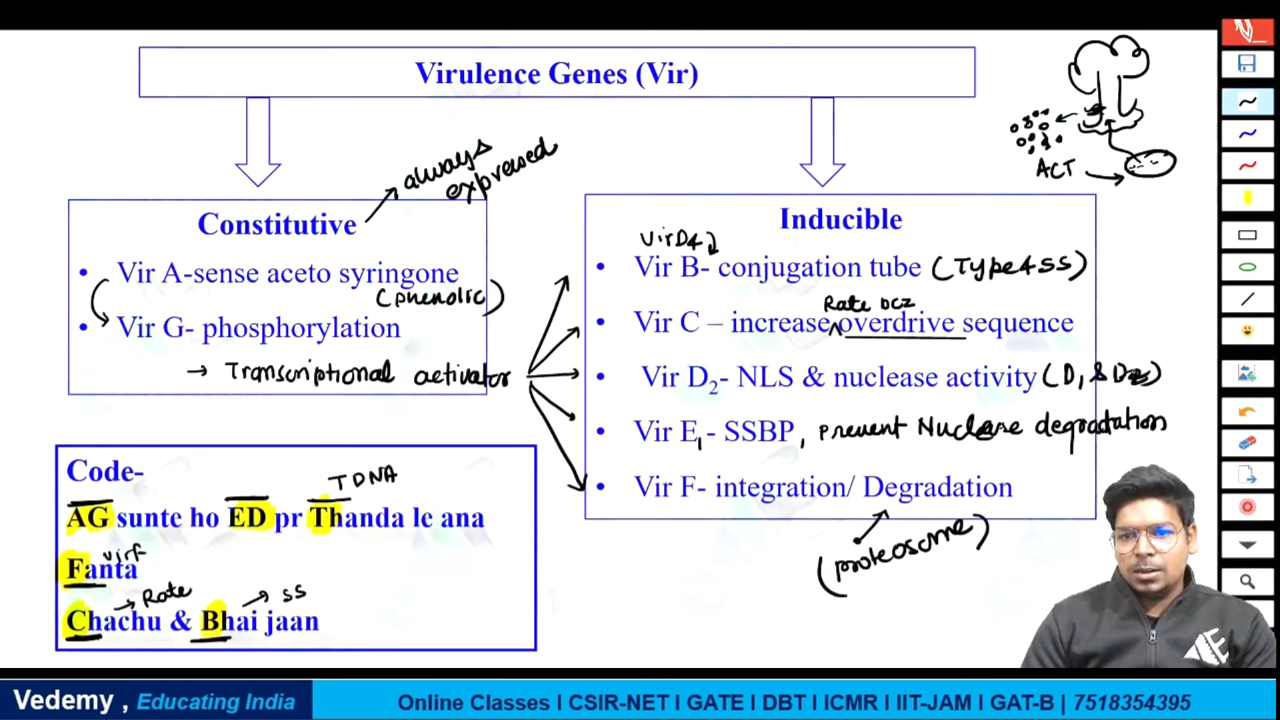 Virulence Genes (Vir)
always
expressed
ACT
Constitutive
• Vir A-sense aceto syringone
(phenolic)
• Vir G- phosphorylation
→ Transcriptional activator
Inducible
VirD4
• Vir B- conjugation tube (Type 4 SS)
Rate
• Vir C – increase overdrive sequence
• Vir D2- NLS & nuclease activity (D1 & D2)
• Vir E1- SSBP, prevent Nuclease degradation
• Vir F- integration/ Degradation
(proteosome)
Code-
T DNA
AG sunte ho ED pr Thanda le ana
Fanta virF
→ Rate → SS
Chachu & Bhai jaan
Vedemy , Educating India
Online Classes I CSIR-NET I GATE I DBT I ICMR I IIT-JAM I GAT-B | 7518354395